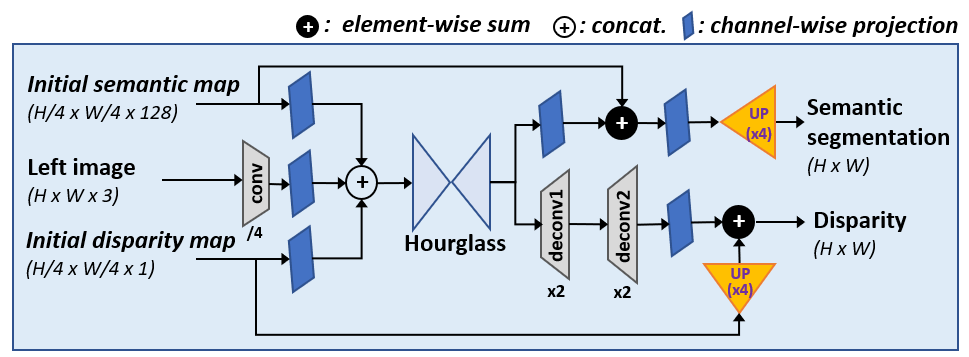 + : element-wise sum + : concat. : channel-wise projection
Initial semantic map
(H/4 x W/4 x 128)
Left image
(H x W x 3)
conv
/4
Initial disparity map
(H/4 x W/4 x 1)
+
Hourglass
+
UP
(x4)
Semantic
segmentation
(H x W)
deconv1
x2
deconv2
x2
+
Disparity
(H x W)
UP
(x4)